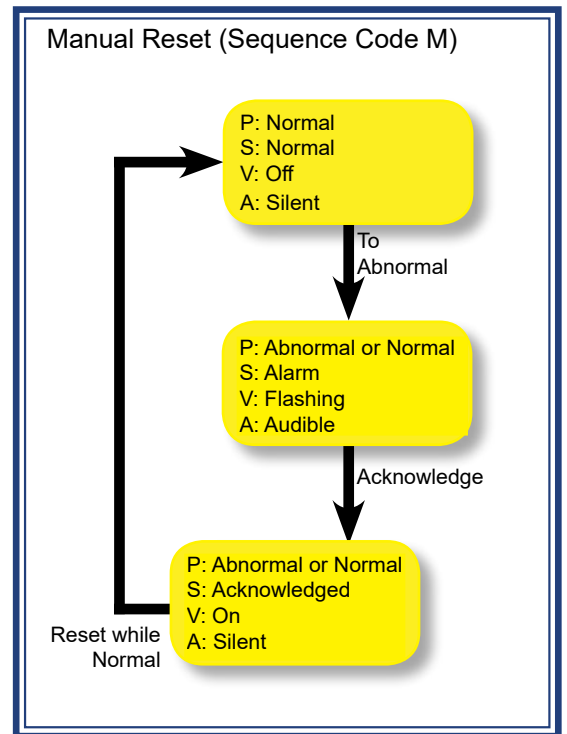 Manual Reset (Sequence Code M)
P: Normal
S: Normal
V: Off
A: Silent
To
Abnormal
P: Abnormal or Normal
S: Alarm
V: Flashing
A: Audible
Acknowledge
P: Abnormal or Normal
S: Acknowledged
V: On
A: Silent
Reset while
Normal